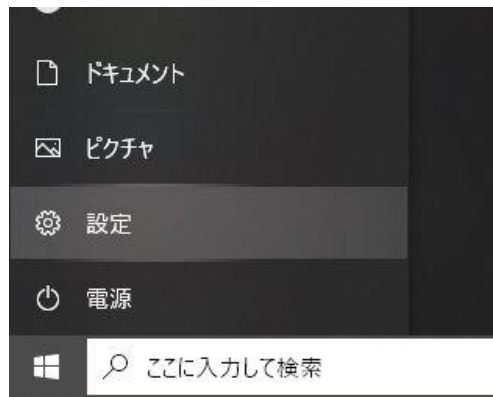 ドキュメント
ピクチャ
設定
電源
ここに入力して検索